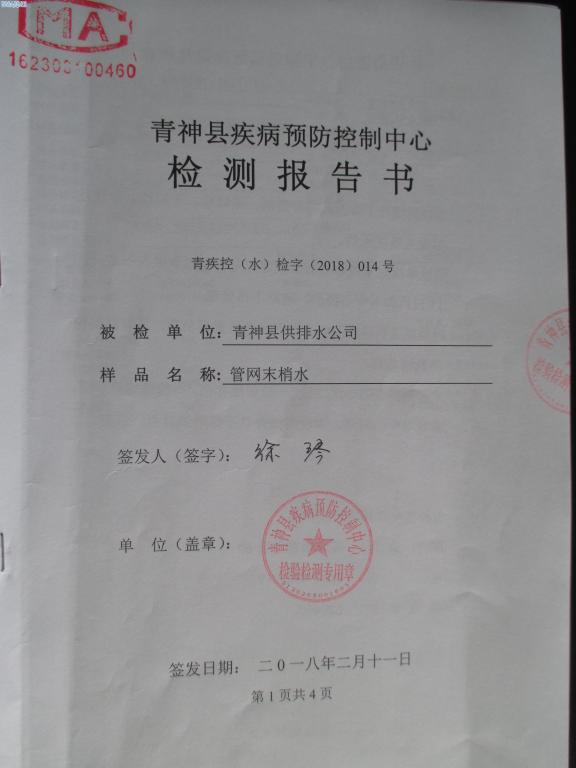 MA
青神县疾病预防控制中心
检测报告书
青疾控（水）检字（2018）014号
被检单位：青神县供排水公司
样品名称：管网末梢水
签发人（签字）：徐琴
单 位（盖章）：
青神县疾病预防控制中心
检验检测专用章
签发日期：二0一八年二月十一日
第1页共4页